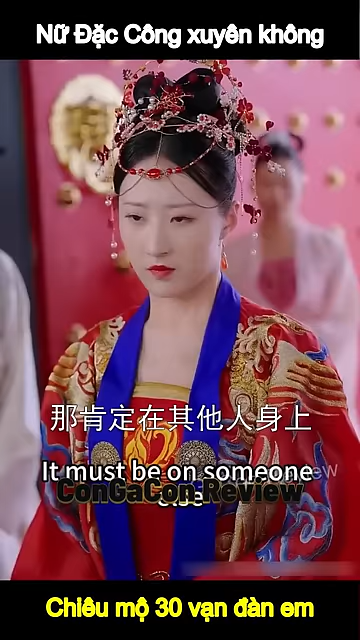 Nữ Đặc Công xuyên không
那肯定在其他人身上
It must be on someone
ConGaCon Review
Chiêu mộ 30 vạn đàn em